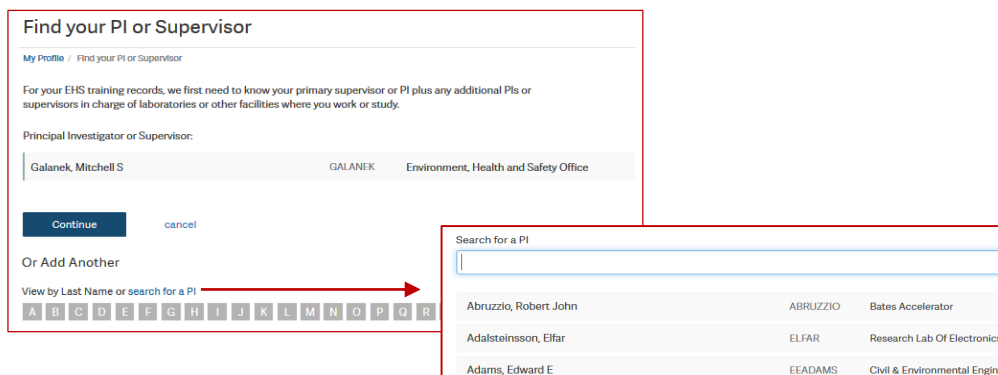 Find your PI or Supervisor
My Profile / Find your PI or Supervisor
For your EHS training records, we first need to know your primary supervisor or PI plus any additional PIs or
supervisors in charge of laboratories or other facilities where you work or study.
Principal Investigator or Supervisor:
Galanek, Mitchell S GALANEK Environment, Health and Safety Office
Continue cancel
Or Add Another
View by Last Name or search for a PI
A B C D E F G H I J K L M N O P Q R
Search for a PI
Abruzzio, Robert John ABRUZZIO Bates Accelerator
Adalsteinsson, Elfar ELFAR Research Lab Of Electronics
Adams, Edward E EEADAMS Civil & Environmental Engin